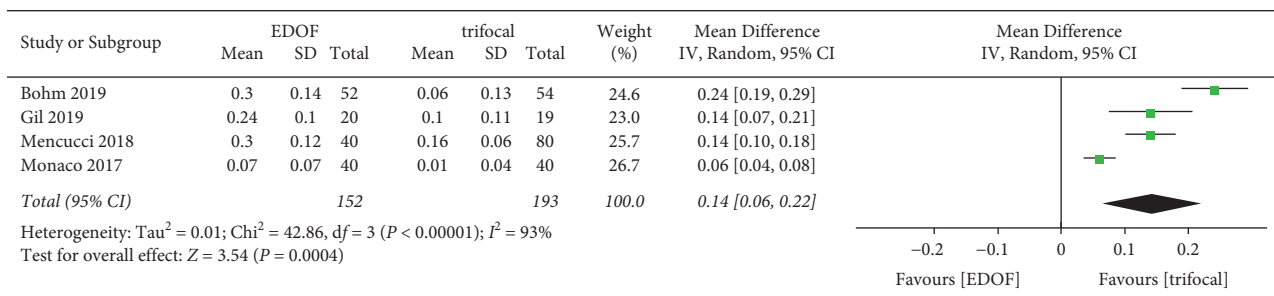 Study or Subgroup EDOF trifocal Weight Mean Difference Mean Difference
Mean SD Total Mean SD Total (%) IV, Random, 95% CI IV, Random, 95% CI
Bohm 2019 0.3 0.14 52 0.06 0.13 54 24.6 0.24 [0.19, 0.29]
Gil 2019 0.24 0.1 20 0.1 0.11 19 23.0 0.14 [0.07, 0.21]
Mencucci 2018 0.3 0.12 40 0.16 0.06 80 25.7 0.14 [0.10, 0.18]
Monaco 2017 0.07 0.07 40 0.01 0.04 40 26.7 0.06 [0.04, 0.08]
Total (95% CI) 152 193 100.0 0.14 [0.06, 0.22]
Heterogeneity: Tau² = 0.01; Chi² = 42.86, df = 3 (P < 0.00001); I² = 93%
Test for overall effect: Z = 3.54 (P = 0.0004)
−0.2 −0.1 0 0.1 0.2
Favours [EDOF] Favours [trifocal]